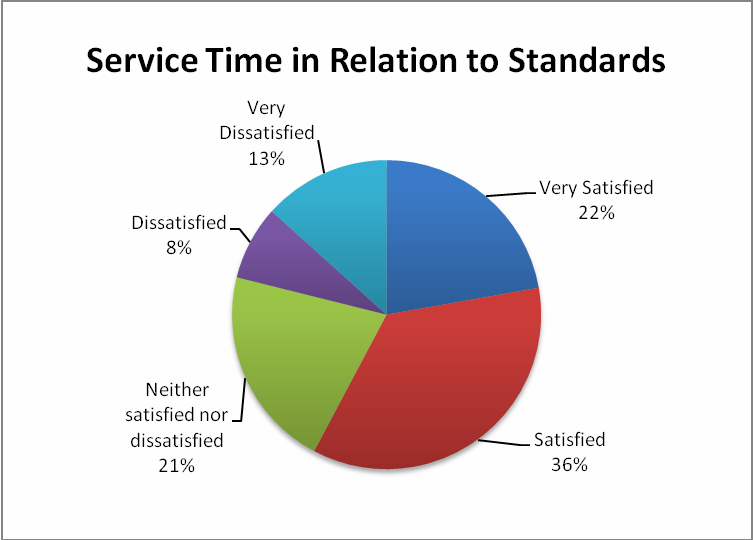 Service Time in Relation to Standards
Very
Dissatisfied
13%
Very Satisfied
22%
Dissatisfied
8%
Neither
satisfied nor
dissatisfied
21%
Satisfied
36%